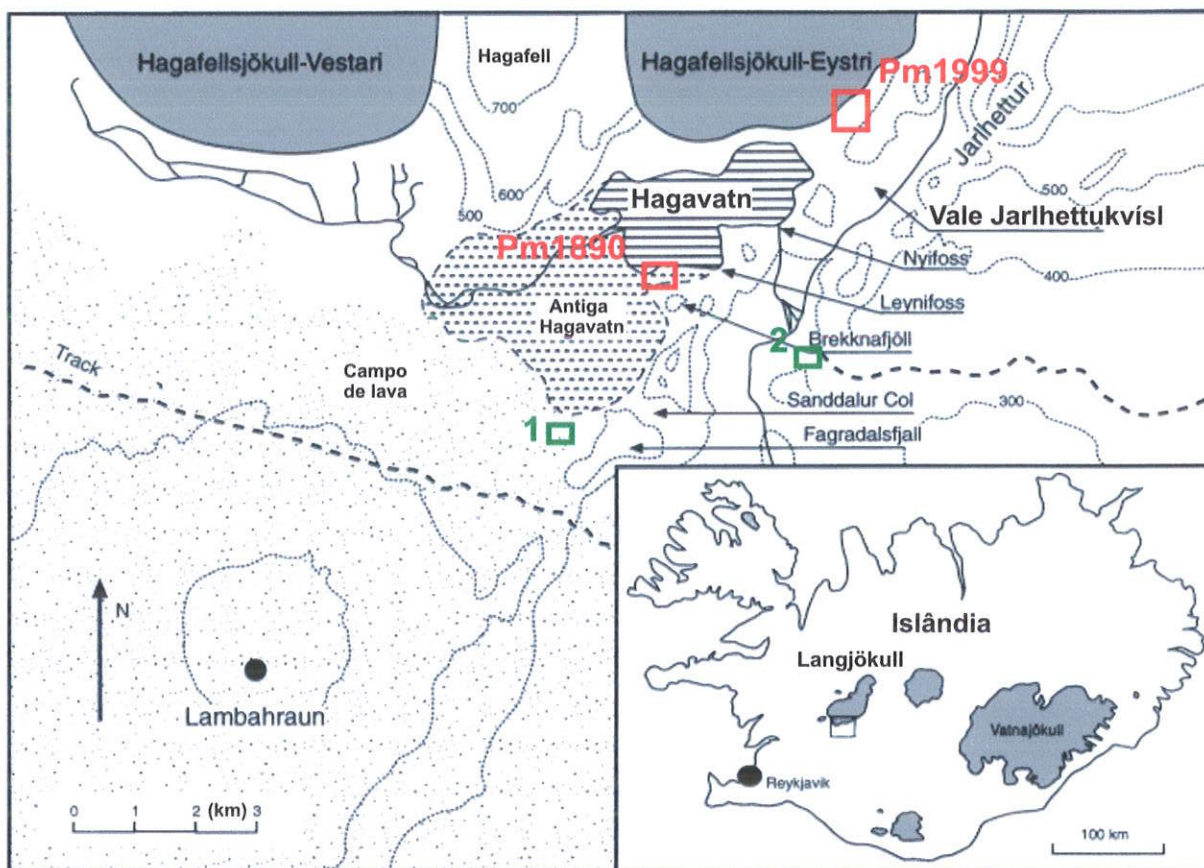 Hagafellsjökull-Vestari
Hagafell
700
Hagafellsjökull-Eystri
Pm1999
Jarlhettur
600
500
500
Hagavatn
Vale Jarlhettukvísl
Pm1890
Nyifoss
400
Leynifoss
Antiga
Hagavatn
2
Brekknafjöll
Track
Campo
de lava
Sanddalur Col
300
1
Fagradalsfjall
N
Lambahraun
0 1 2 (km) 3
Islândia
Langjökull
Vatnajökull
Reykjavik
100 km